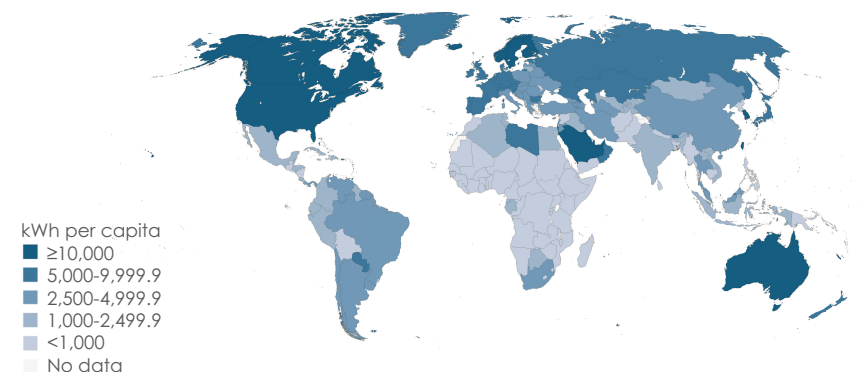 kWh per capita
≥10,000
5,000-9,999.9
2,500-4,999.9
1,000-2,499.9
<1,000
No data